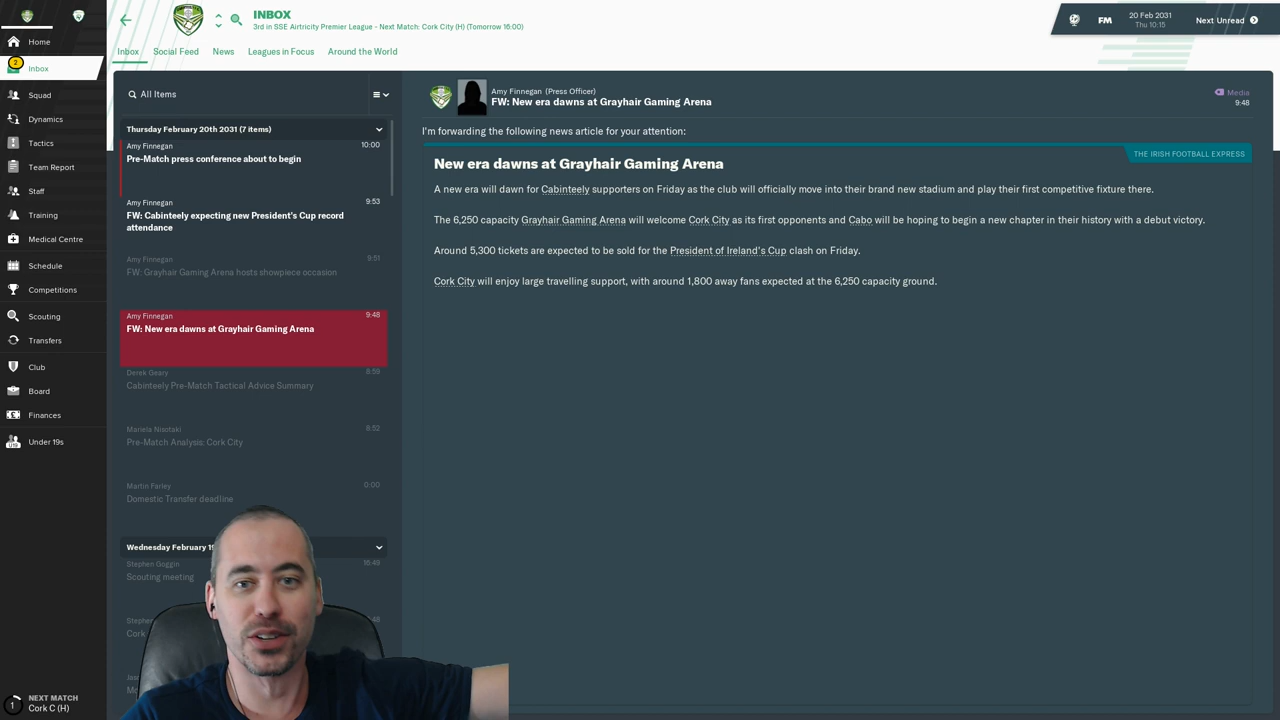 INBOX
3rd in SSE Airtricity Premier League - Next Match: Cork City (H) (Tomorrow 16:00)
FM
20 Feb 2031
Thu 10:15
Next Unread
Inbox
Social Feed
News
Leagues in Focus
Around the World
Home
2
Inbox
Squad
Dynamics
Tactics
Team Report
Staff
Training
Medical Centre
Schedule
Competitions
Scouting
Transfers
Club
Board
Finances
Under 19s
1
NEXT MATCH
Cork C (H)
All Items
Thursday February 20th 2031 (7 items)
Amy Finnegan 10:00
Pre-Match press conference about to begin
Amy Finnegan 9:53
FW: Cabinteely expecting new President's Cup record
attendance
Amy Finnegan 9:51
FW: Grayhair Gaming Arena hosts showpiece occasion
Amy Finnegan 9:48
FW: New era dawns at Grayhair Gaming Arena
Derek Geary 8:59
Cabinteely Pre-Match Tactical Advice Summary
Mariela Nisotaki 8:52
Pre-Match Analysis: Cork City
Martin Farley 0:00
Domestic Transfer deadline
Wednesday February
Stephen Goggin 16:49
Scouting meeting
Cork
Amy Finnegan (Press Officer)
FW: New era dawns at Grayhair Gaming Arena
Media
9:48
I'm forwarding the following news article for your attention:
THE IRISH FOOTBALL EXPRESS
New era dawns at Grayhair Gaming Arena
A new era will dawn for Cabinteely supporters on Friday as the club will officially move into their brand new stadium and play their first competitive fixture there.
The 6,250 capacity Grayhair Gaming Arena will welcome Cork City as its first opponents and Cabo will be hoping to begin a new chapter in their history with a debut victory.
Around 5,300 tickets are expected to be sold for the President of Ireland's Cup clash on Friday.
Cork City will enjoy large travelling support, with around 1,800 away fans expected at the 6,250 capacity ground.